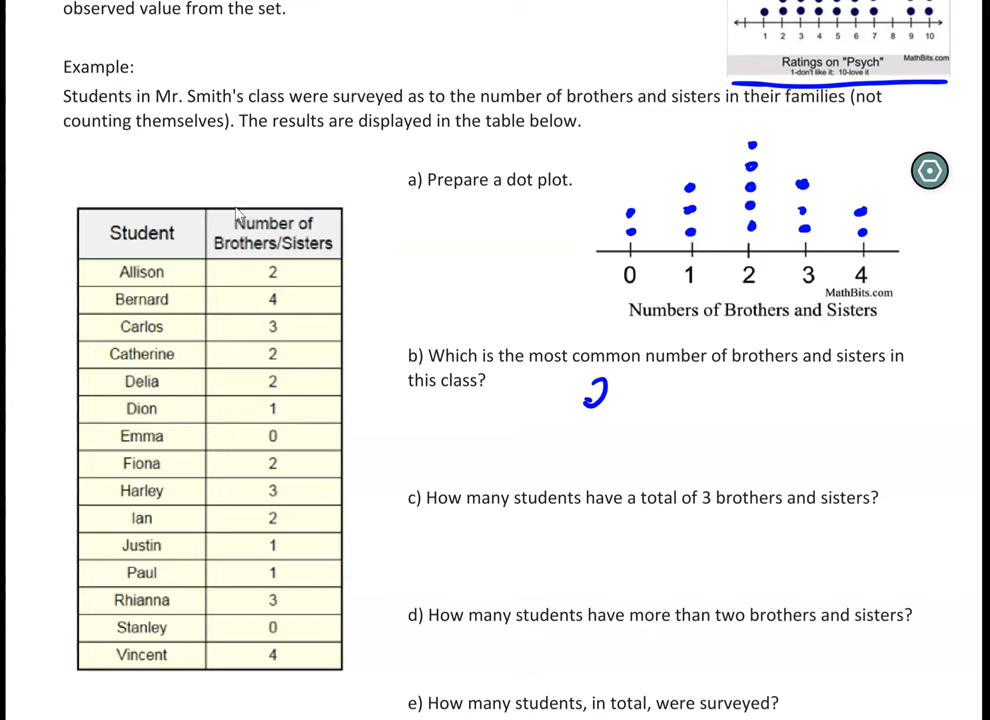 observed value from the set.
1 2 3 4 5 6 7 8 9 10
Ratings on "Psych"
MathBits.com
1-don't like it: 10-love it
Example:
Students in Mr. Smith's class were surveyed as to the number of brothers and sisters in their families (not
counting themselves). The results are displayed in the table below.
a) Prepare a dot plot.
0 1 2 3 4
MathBits.com
Numbers of Brothers and Sisters
Student Number of Brothers/Sisters
Allison 2
Bernard 4
Carlos 3
Catherine 2
Delia 2
Dion 1
Emma 0
Fiona 2
Harley 3
Ian 2
Justin 1
Paul 1
Rhianna 3
Stanley 0
Vincent 4
b) Which is the most common number of brothers and sisters in
this class?
c) How many students have a total of 3 brothers and sisters?
d) How many students have more than two brothers and sisters?
e) How many students, in total, were surveyed?